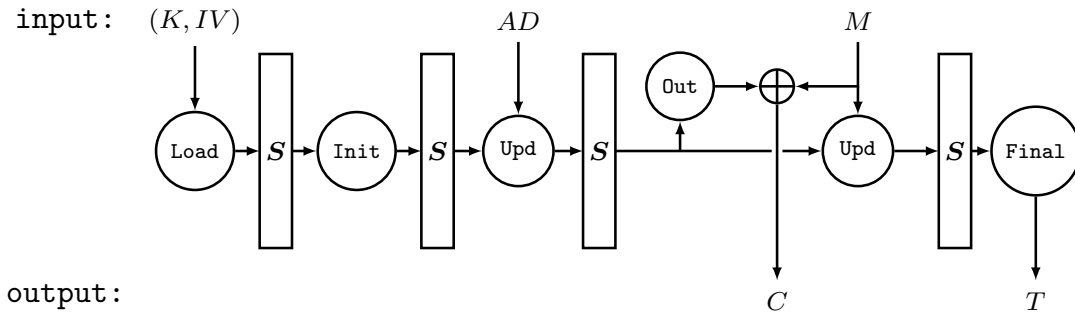 input: (K, IV) AD M
Out
Load S Init S Upd S Upd S Final
output: C T